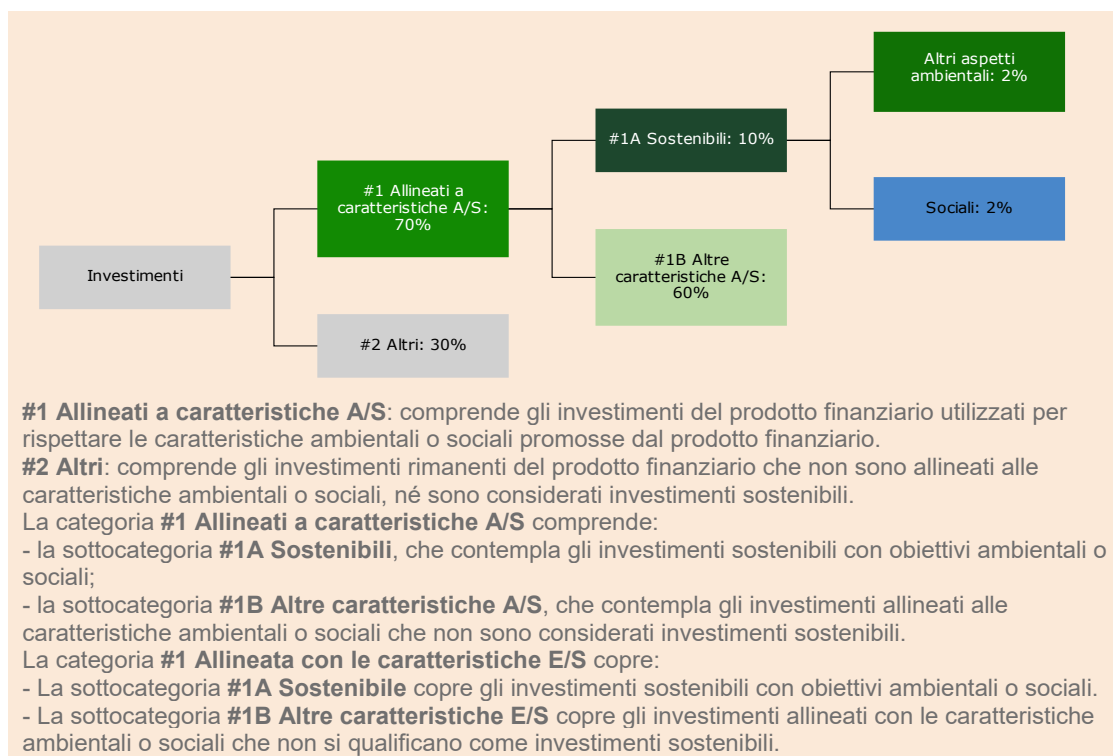 Altri aspetti
ambientali: 2%
#1A Sostenibili: 10%
#1 Allineati a
caratteristiche A/S:
70%
Sociali: 2%
Investimenti
#1B Altre
caratteristiche A/S:
60%
#2 Altri: 30%
#1 Allineati a caratteristiche A/S: comprende gli investimenti del prodotto finanziario utilizzati per
rispettare le caratteristiche ambientali o sociali promosse dal prodotto finanziario.
#2 Altri: comprende gli investimenti rimanenti del prodotto finanziario che non sono allineati alle
caratteristiche ambientali o sociali, né sono considerati investimenti sostenibili.
La categoria #1 Allineati a caratteristiche A/S comprende:
- la sottocategoria #1A Sostenibili, che contempla gli investimenti sostenibili con obiettivi ambientali o
sociali;
- la sottocategoria #1B Altre caratteristiche A/S, che contempla gli investimenti allineati alle
caratteristiche ambientali o sociali che non sono considerati investimenti sostenibili.
La categoria #1 Allineata con le caratteristiche E/S copre:
- La sottocategoria #1A Sostenibile copre gli investimenti sostenibili con obiettivi ambientali o sociali.
- La sottocategoria #1B Altre caratteristiche E/S copre gli investimenti allineati con le caratteristiche
ambientali o sociali che non si qualificano come investimenti sostenibili.